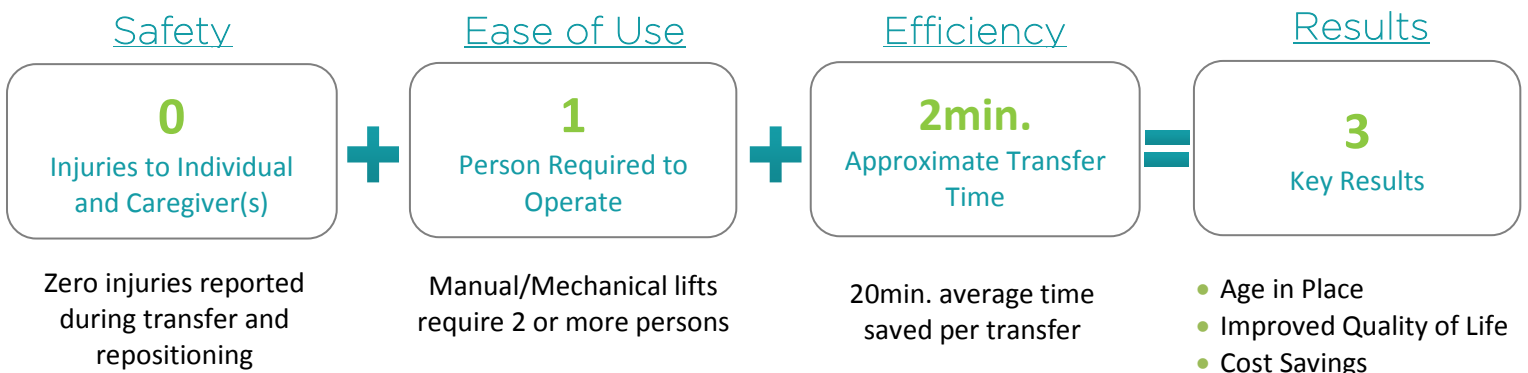 Safety
0
Injuries to Individual
and Caregiver(s)
Zero injuries reported
during transfer and
repositioning
Ease of Use
1
Person Required to
Operate
Manual/Mechanical lifts
require 2 or more persons
Efficiency
2min.
Approximate Transfer
Time
20min. average time
saved per transfer
Results
3
Key Results
• Age in Place
• Improved Quality of Life
• Cost Savings